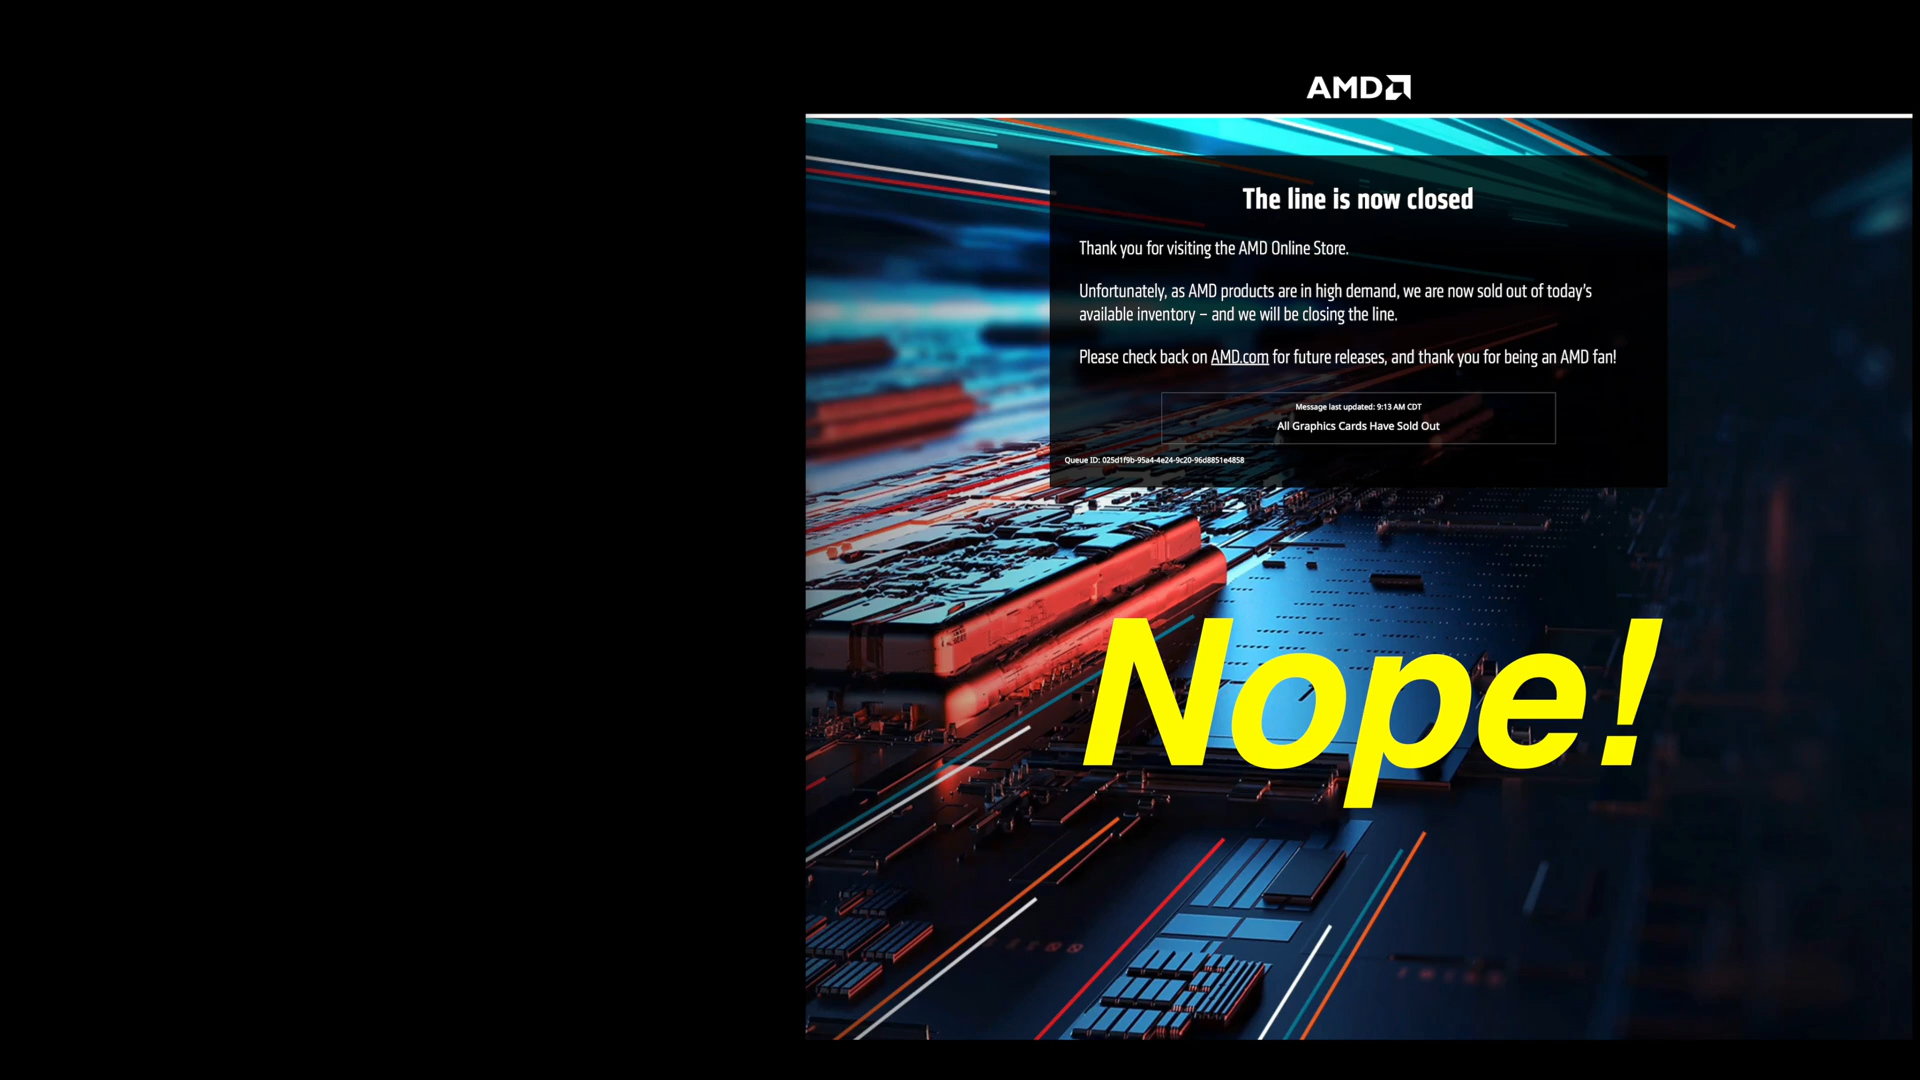 AMD
The line is now closed
Thank you for visiting the AMD Online Store.
Unfortunately, as AMD products are in high demand, we are now sold out of today's
available inventory – and we will be closing the line.
Please check back on AMD.com for future releases, and thank you for being an AMD fan!
Message last updated: 9:13 AM CDT
All Graphics Cards Have Sold Out
Queue ID: 025d1f9b-95a4-4e24-9c20-96d8851e4858
Nope!